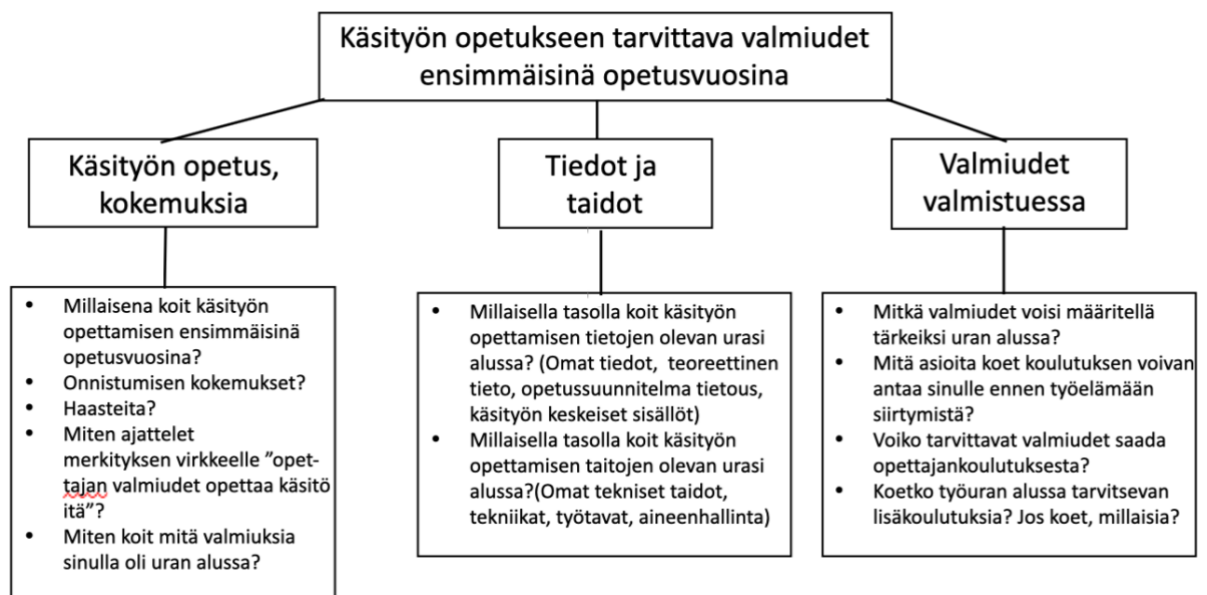 Käsityön opetukseen tarvittava valmiudet
ensimmäisinä opetusvuosina
Käsityön opetus,
kokemuksia
Tiedot ja
taidot
Valmiudet
valmistuessa
• Millaisena koit käsityön
opettamisen ensimmäisinä
opetusvuosina?
• Onnistumisen kokemukset?
• Haasteita?
• Miten ajattelet
merkityksen virkkeelle ”opet-
tajan valmiudet opettaa käsitö
itä”?
• Miten koit mitä valmiuksia
sinulla oli uran alussa?
• Millaisella tasolla koit käsityön
opettamisen tietojen olevan urasi
alussa? (Omat tiedot, teoreettinen
tieto, opetussuunnitelma tietous,
käsityön keskeiset sisällöt)
• Millaisella tasolla koit käsityön
opettamisen taitojen olevan urasi
alussa?(Omat tekniset taidot,
tekniikat, työtavat, aineenhallinta)
• Mitkä valmiudet voisi määritellä
tärkeiksi uran alussa?
• Mitä asioita koet koulutuksen voivan
antaa sinulle ennen työelämään
siirtymistä?
• Voiko tarvittavat valmiudet saada
opettajankoulutuksesta?
• Koetko työuran alussa tarvitsevan
lisäkoulutuksia? Jos koet, millaisia?